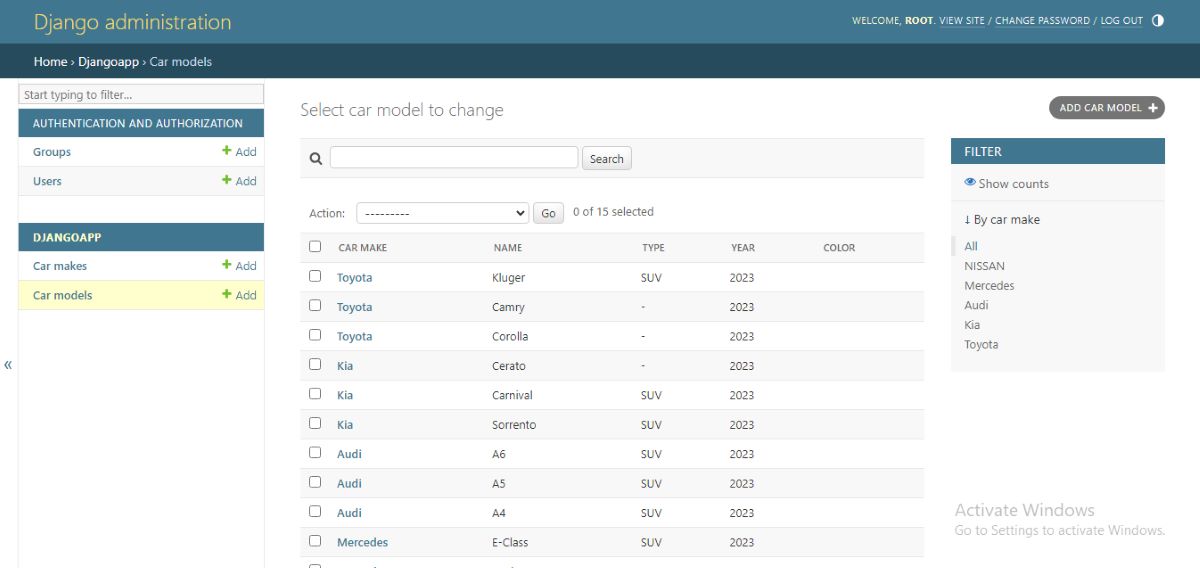 Django administration
WELCOME, ROOT. VIEW SITE / CHANGE PASSWORD / LOG OUT
Home › Djangoapp › Car models
Start typing to filter...
AUTHENTICATION AND AUTHORIZATION
Groups + Add
Users + Add
DJANGOAPP
Car makes + Add
Car models + Add
«
Select car model to change
ADD CAR MODEL +
Search
Action: --------- Go 0 of 15 selected
CAR MAKE NAME TYPE YEAR COLOR
Toyota Kluger SUV 2023
Toyota Camry - 2023
Toyota Corolla - 2023
Kia Cerato - 2023
Kia Carnival SUV 2023
Kia Sorrento SUV 2023
Audi A6 SUV 2023
Audi A5 SUV 2023
Audi A4 SUV 2023
Mercedes E-Class SUV 2023
FILTER
Show counts
↓ By car make
All
NISSAN
Mercedes
Audi
Kia
Toyota
Activate Windows
Go to Settings to activate Windows.